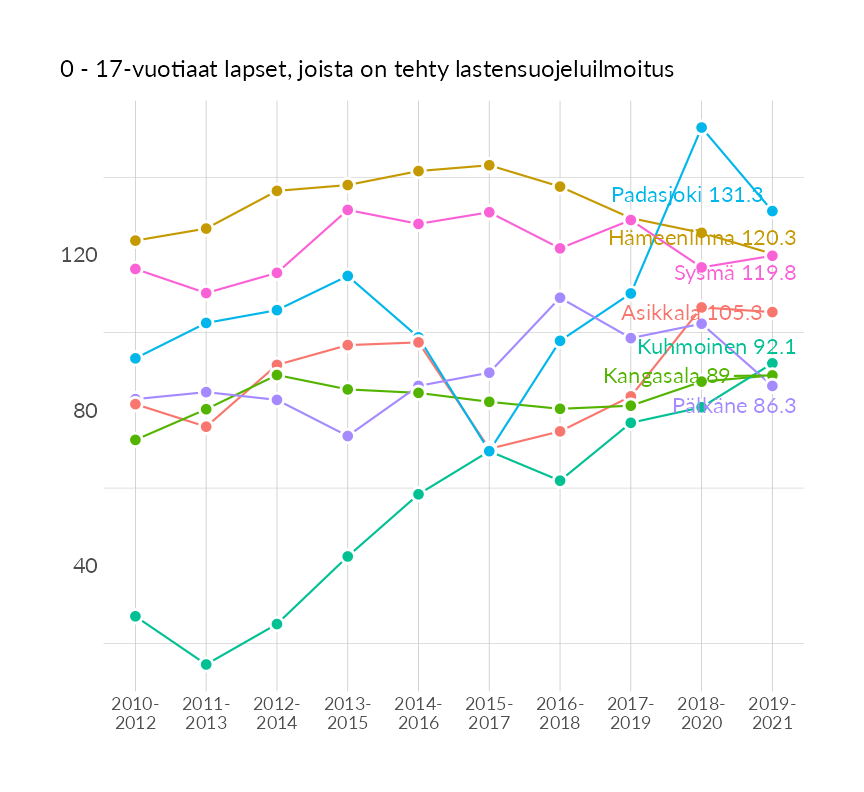 0 - 17-vuotiaat lapset, joista on tehty lastensuojeluilmoitus
Padasjoki 131.3
Hämeenlinna 120.3
120
Sysmä 119.8
Asikkala 105.3
Kuhmoinen 92.1
Kangasala 89
80
Pälkäne 86.3
40
2010-
2012
2011-
2013
2012-
2014
2013-
2015
2014-
2016
2015-
2017
2016-
2018
2017-
2019
2018-
2020
2019-
2021